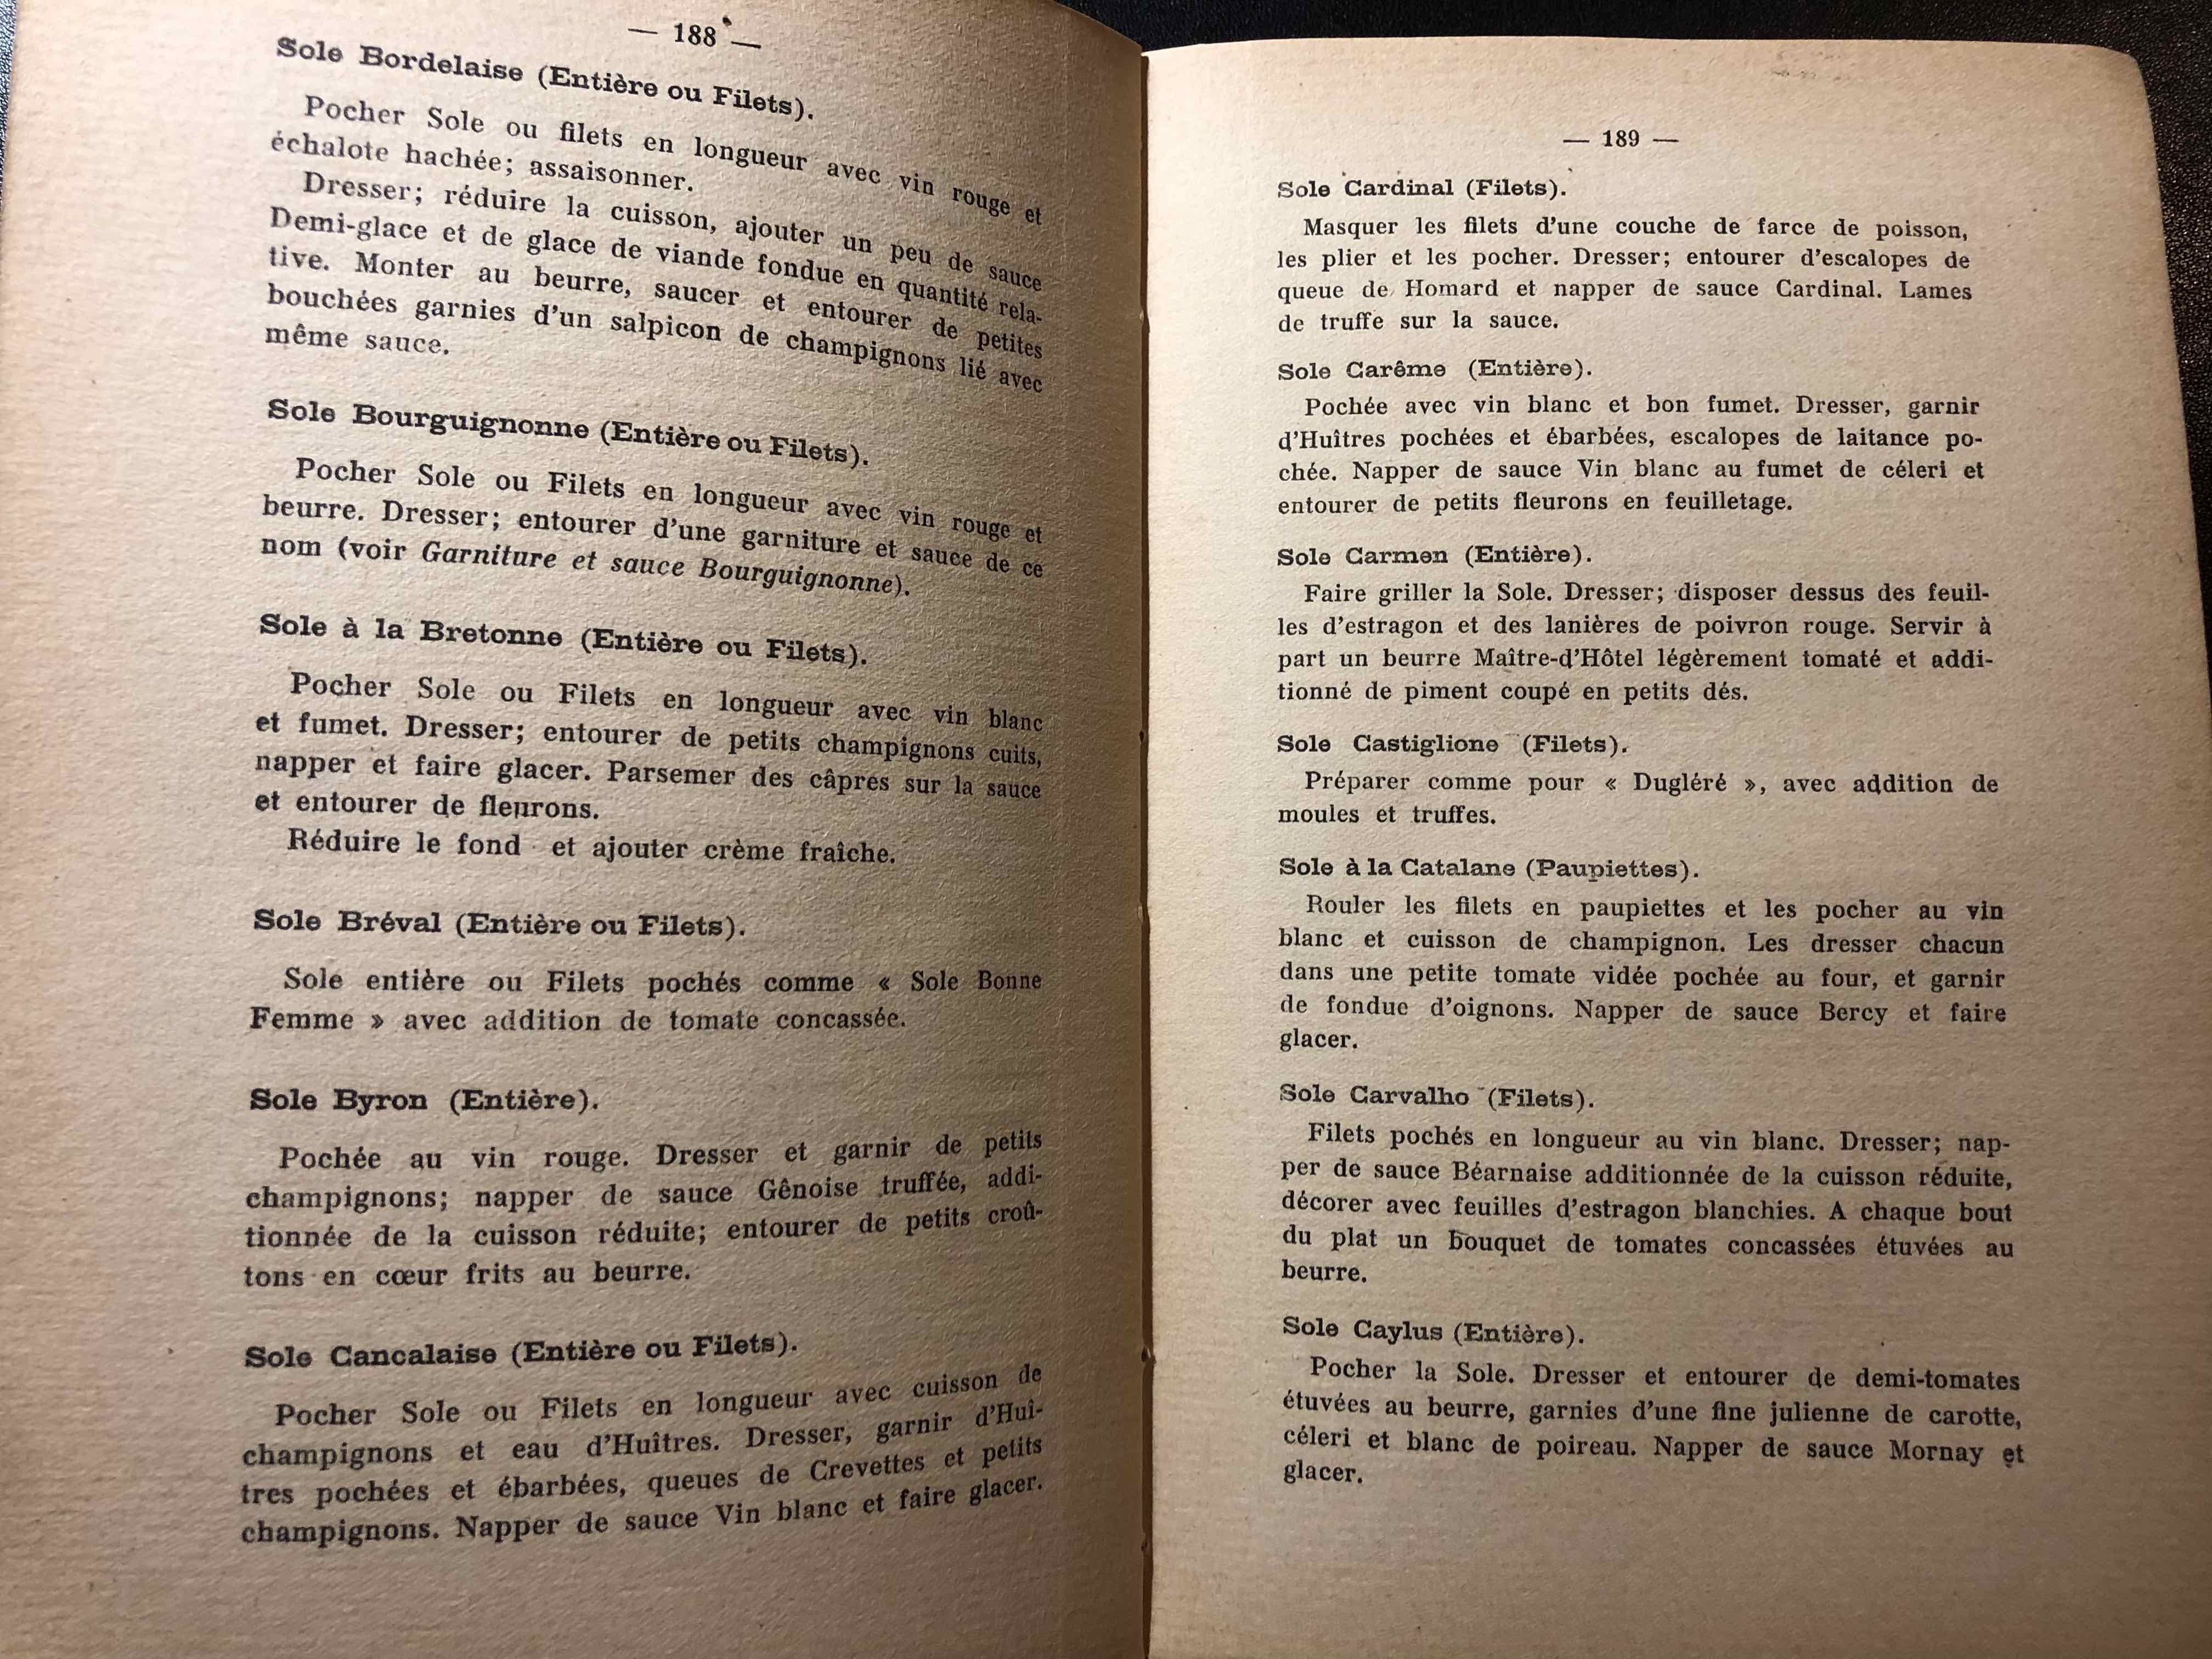 — 188 —
Sole Bordelaise (Entière ou Filets).
Pocher Sole ou filets en longueur avec vin rouge et
échalote hachée; assaisonner.
Dresser; réduire la cuisson, ajouter un peu de sauce
Demi-glace et de glace de viande fondue en quantité rela-
tive. Monter au beurre, saucer et entourer de petites
bouchées garnies d'un salpicon de champignons lié avec
même sauce.
Sole Bourguignonne (Entière ou Filets).
Pocher Sole ou Filets en longueur avec vin rouge et
beurre. Dresser; entourer d'une garniture et sauce de ce
nom (voir Garniture et sauce Bourguignonne).
Sole à la Bretonne (Entière ou Filets).
Pocher Sole ou Filets en longueur avec vin blanc
et fumet. Dresser; entourer de petits champignons cuits,
napper et faire glacer. Parsemer des câpres sur la sauce
et entourer de fleurons.
Réduire le fond et ajouter crème fraîche.
Sole Bréval (Entière ou Filets).
Sole entière ou Filets pochés comme « Sole Bonne
Femme » avec addition de tomate concassée.
Sole Byron (Entière).
Pochée au vin rouge. Dresser et garnir de petits
champignons; napper de sauce Gênoise truffée, addi-
tionnée de la cuisson réduite; entourer de petits croû-
tons en cœur frits au beurre.
Sole Cancalaise (Entière ou Filets).
Pocher Sole ou Filets en longueur avec cuisson de
champignons et eau d'Huîtres. Dresser, garnir d'Huî-
tres pochées et ébarbées, queues de Crevettes et petits
champignons. Napper de sauce Vin blanc et faire glacer.
— 189 —
Sole Cardinal (Filets).
Masquer les filets d'une couche de farce de poisson,
les plier et les pocher. Dresser; entourer d'escalopes de
queue de Homard et napper de sauce Cardinal. Lames
de truffe sur la sauce.
Sole Carême (Entière).
Pochée avec vin blanc et bon fumet. Dresser, garnir
d'Huîtres pochées et ébarbées, escalopes de laitance po-
chée. Napper de sauce Vin blanc au fumet de céleri et
entourer de petits fleurons en feuilletage.
Sole Carmen (Entière).
Faire griller la Sole. Dresser; disposer dessus des feuil-
les d'estragon et des lanières de poivron rouge. Servir à
part un beurre Maître-d'Hôtel légèrement tomaté et addi-
tionné de piment coupé en petits dés.
Sole Castiglione (Filets).
Préparer comme pour « Dugléré », avec addition de
moules et truffes.
Sole à la Catalane (Paupiettes).
Rouler les filets en paupiettes et les pocher au vin
blanc et cuisson de champignon. Les dresser chacun
dans une petite tomate vidée pochée au four, et garnir
de fondue d'oignons. Napper de sauce Bercy et faire
glacer.
Sole Carvalho (Filets).
Filets pochés en longueur au vin blanc. Dresser; nap-
per de sauce Béarnaise additionnée de la cuisson réduite,
décorer avec feuilles d'estragon blanchies. A chaque bout
du plat un bouquet de tomates concassées étuvées au
beurre.
Sole Caylus (Entière).
Pocher la Sole. Dresser et entourer de demi-tomates
étuvées au beurre, garnies d'une fine julienne de carotte,
céleri et blanc de poireau. Napper de sauce Mornay et
glacer.